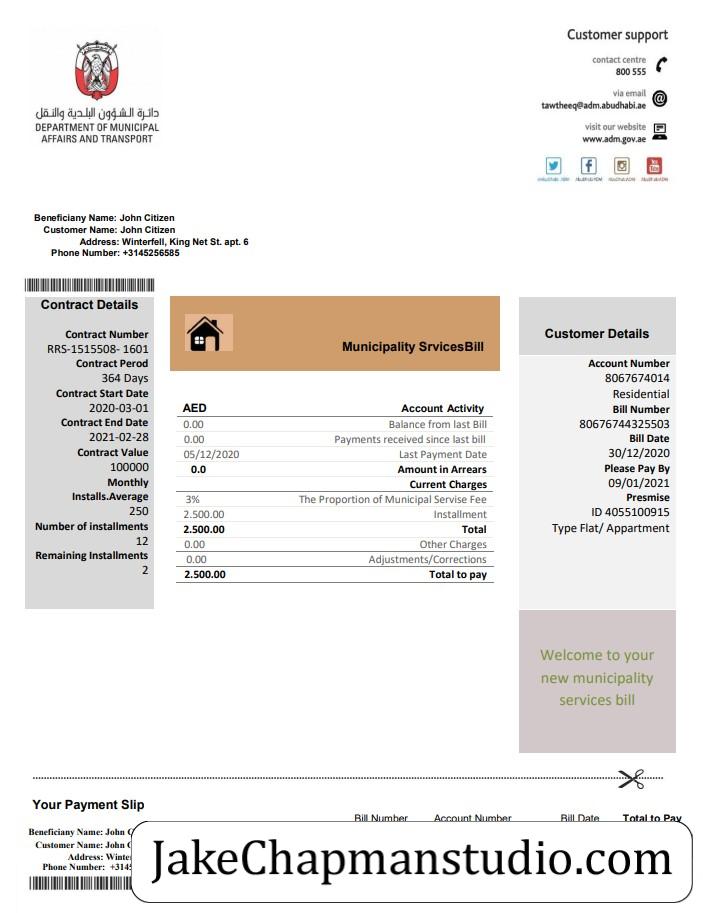 Customer support
contact centre
800 555
via email
tawtheeq@adm.abudhabi.ae
visit our website
www.adm.gov.ae
دائرة الشؤون البلدية والنقل
DEPARTMENT OF MUNICIPAL
AFFAIRS AND TRANSPORT
Beneficiany Name: John Citizen
Customer Name: John Citizen
Address: Winterfell, King Net St. apt. 6
Phone Number: +3145256585
Contract Details
Contract Number
RRS-1515508- 1601
Contract Perod
364 Days
Contract Start Date
2020-03-01
Contract End Date
2021-02-28
Contract Value
100000
Monthly
Installs.Average
250
Number of installments
12
Remaining Installments
2
Municipality SrvicesBill
AED Account Activity
0.00 Balance from last Bill
0.00 Payments received since last bill
05/12/2020 Last Payment Date
0.0 Amount in Arrears
Current Charges
3% The Proportion of Municipal Servise Fee
2.500.00 Installment
2.500.00 Total
0.00 Other Charges
0.00 Adjustments/Corrections
2.500.00 Total to pay
Customer Details
Account Number
8067674014
Residential
Bill Number
80676744325503
Bill Date
30/12/2020
Please Pay By
09/01/2021
Presmise
ID 4055100915
Type Flat/ Appartment
Welcome to your
new municipality
services bill
Your Payment Slip
Bill Number Account Number Bill Date Total to Pay
Beneficiany Name: John
Customer Name: John
Address:
Phone Number:
JakeChapmanstudio.com